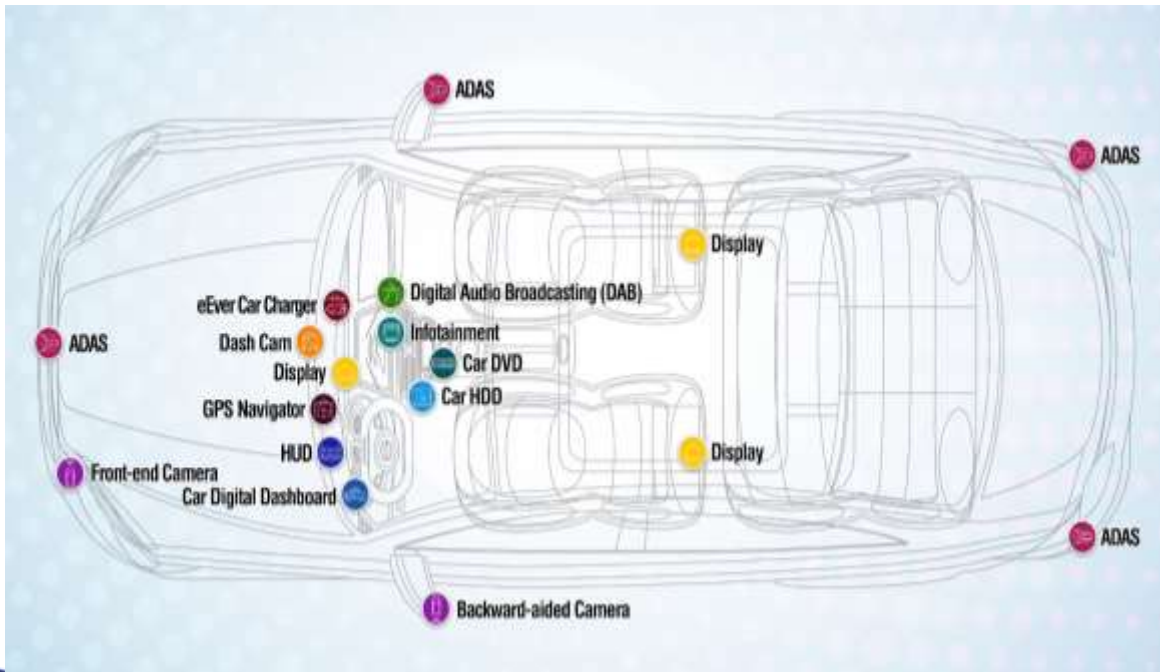 ADAS
ADAS
Display
Digital Audio Broadcasting (DAB)
eEver Car Charger
Infotainment
Dash Cam
ADAS
Car DVD
Display
Car HDD
GPS Navigator
HUD
Display
Front-end Camera
Car Digital Dashboard
ADAS
Backward-aided Camera